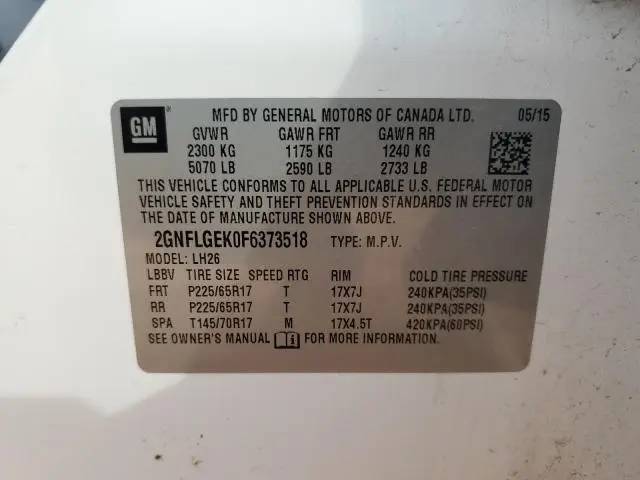 GM
MFD BY GENERAL MOTORS OF CANADA LTD. 05/15
GVWR GAWR FRT GAWR RR
2300 KG 1175 KG 1240 KG
5070 LB 2590 LB 2733 LB
THIS VEHICLE CONFORMS TO ALL APPLICABLE U.S. FEDERAL MOTOR
VEHICLE SAFETY AND THEFT PREVENTION STANDARDS IN EFFECT ON
THE DATE OF MANUFACTURE SHOWN ABOVE.
2GNFLGEK0F6373518 TYPE: M.P.V.
MODEL: LH26
LBBV TIRE SIZE SPEED RTG RIM COLD TIRE PRESSURE
FRT P225/65R17 T 17X7J 240KPA(35PSI)
RR P225/65R17 T 17X7J 240KPA(35PSI)
SPA T145/70R17 M 17X4.5T 420KPA(60PSI)
SEE OWNER'S MANUAL FOR MORE INFORMATION.